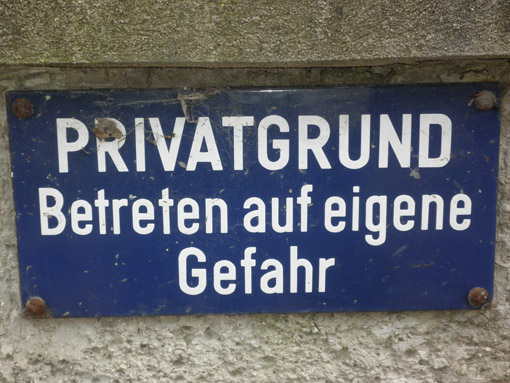 PRIVATGRUND
Betreten auf eigene
Gefahr